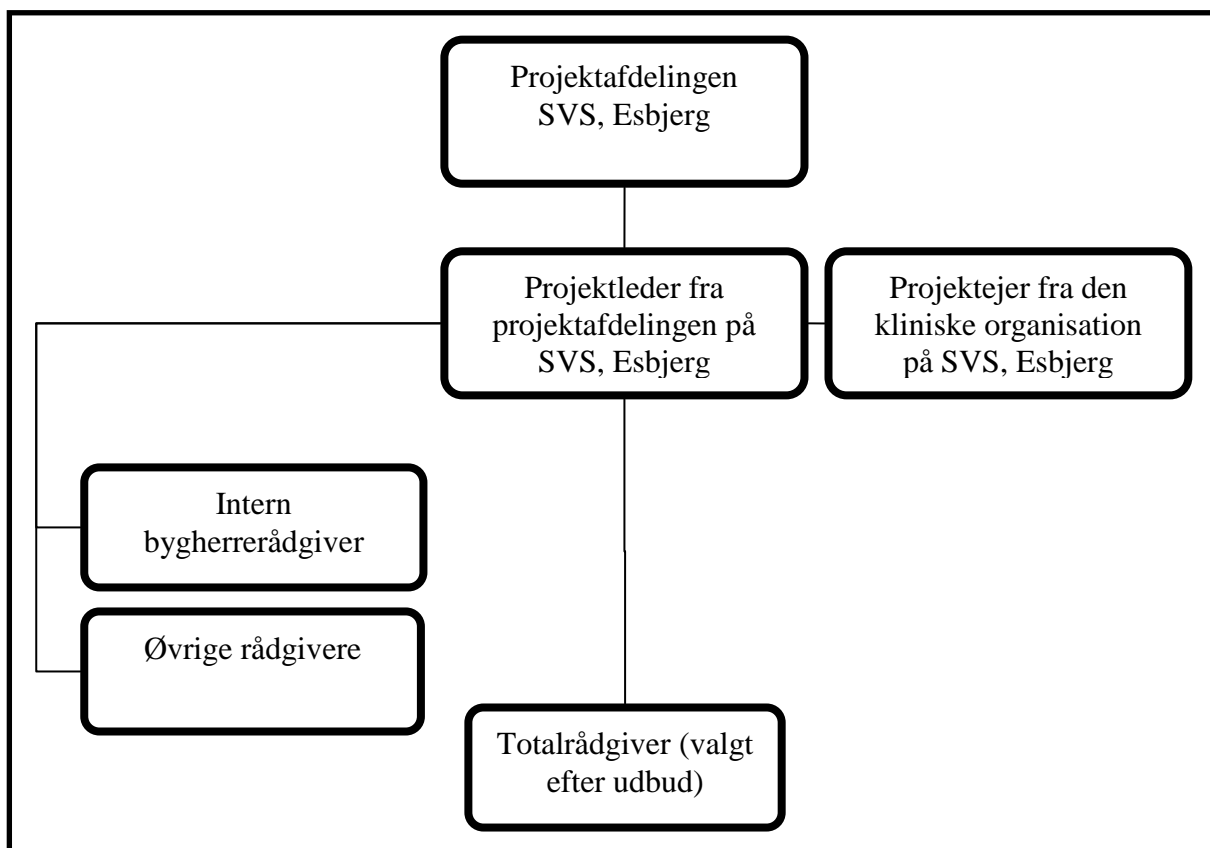 Projektafdelingen
SVS, Esbjerg
Projektleder fra
projektafdelingen på
SVS, Esbjerg
Projektejer fra den
kliniske organisation
på SVS, Esbjerg
Intern
bygherrerådgiver
Øvrige rådgivere
Totalrådgiver (valgt
efter udbud)